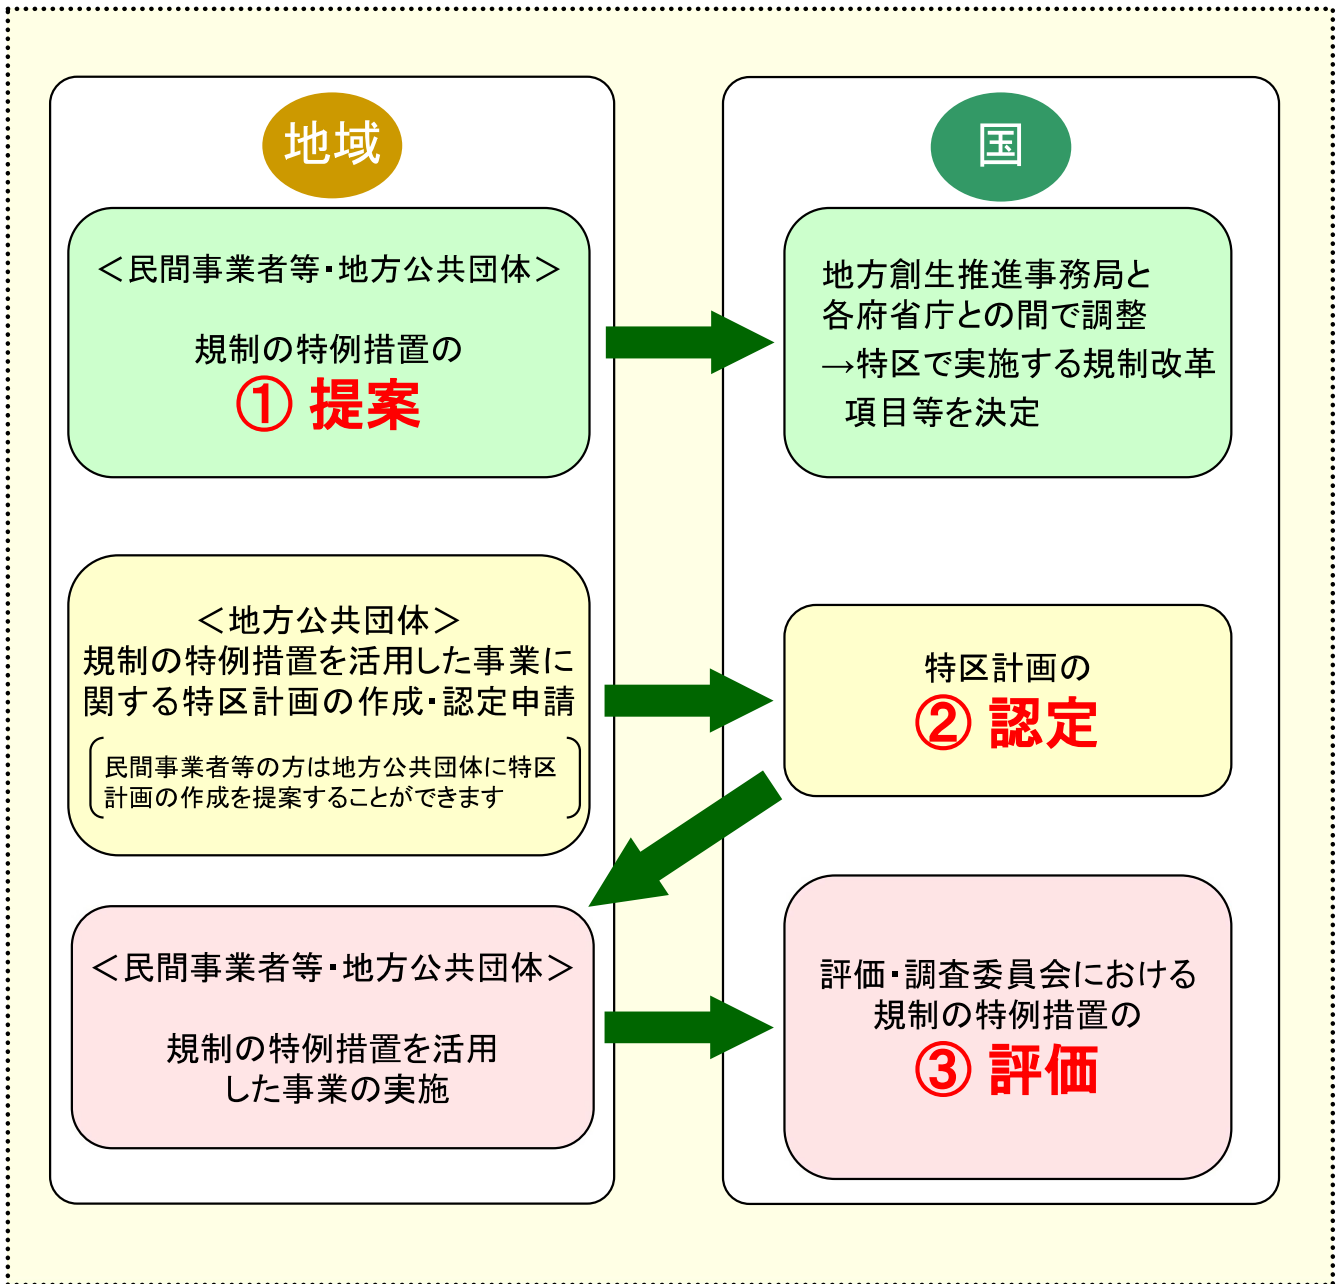 地域
＜民間事業者等・地方公共団体＞
規制の特例措置の
① 提案
＜地方公共団体＞
規制の特例措置を活用した事業に
関する特区計画の作成・認定申請
民間事業者等の方は地方公共団体に特区
計画の作成を提案することができます
＜民間事業者等・地方公共団体＞
規制の特例措置を活用
した事業の実施
国
地方創生推進事務局と
各府省庁との間で調整
→特区で実施する規制改革
項目等を決定
特区計画の
② 認定
評価・調査委員会における
規制の特例措置の
③ 評価